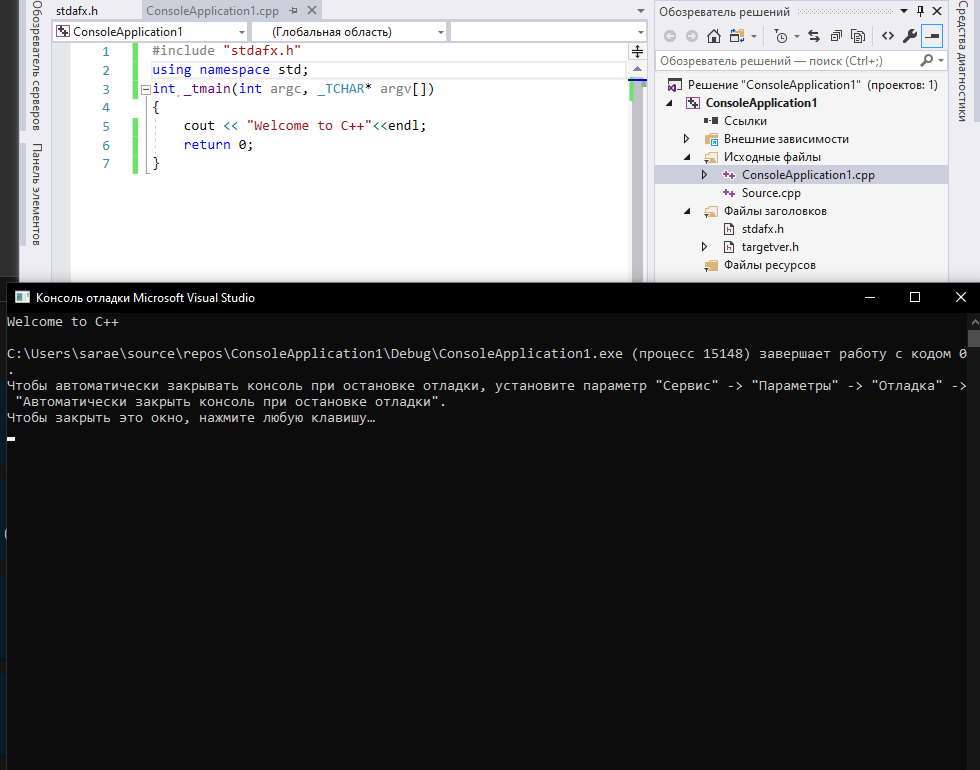 stdafx.h
ConsoleApplication1.cpp
ConsoleApplication1
(Глобальная область)
Обозреватель серверов
Панель элементов
1 #include "stdafx.h"
2 using namespace std;
3 int _tmain(int argc, _TCHAR* argv[])
4 {
5 cout << "Welcome to C++"<<endl;
6 return 0;
7 }
Обозреватель решений
Обозреватель решений — поиск (Ctrl+;)
Решение "ConsoleApplication1" (проектов: 1)
ConsoleApplication1
Ссылки
Внешние зависимости
Исходные файлы
ConsoleApplication1.cpp
Source.cpp
Файлы заголовков
stdafx.h
targetver.h
Файлы ресурсов
Средства диагностики
Консоль отладки Microsoft Visual Studio
Welcome to C++
C:\Users\sarae\source\repos\ConsoleApplication1\Debug\ConsoleApplication1.exe (процесс 15148) завершает работу с кодом 0
.
Чтобы автоматически закрывать консоль при остановке отладки, установите параметр "Сервис" -> "Параметры" -> "Отладка" ->
"Автоматически закрыть консоль при остановке отладки".
Чтобы закрыть это окно, нажмите любую клавишу…